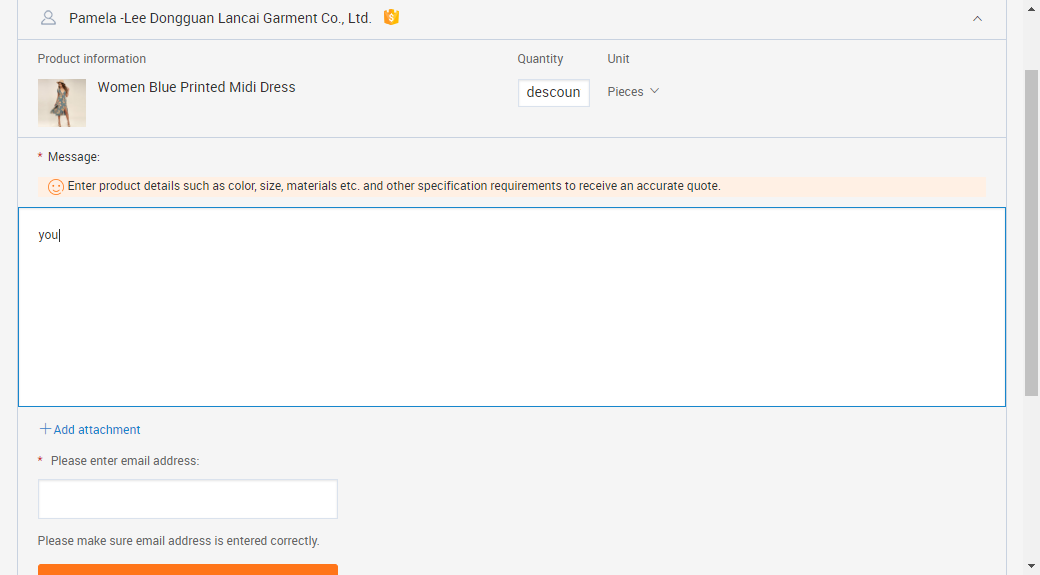 Pamela -Lee Dongguan Lancai Garment Co., Ltd.
Product information Quantity Unit
Women Blue Printed Midi Dress descoun Pieces
* Message:
Enter product details such as color, size, materials etc. and other specification requirements to receive an accurate quote.
you
Add attachment
* Please enter email address:
Please make sure email address is entered correctly.